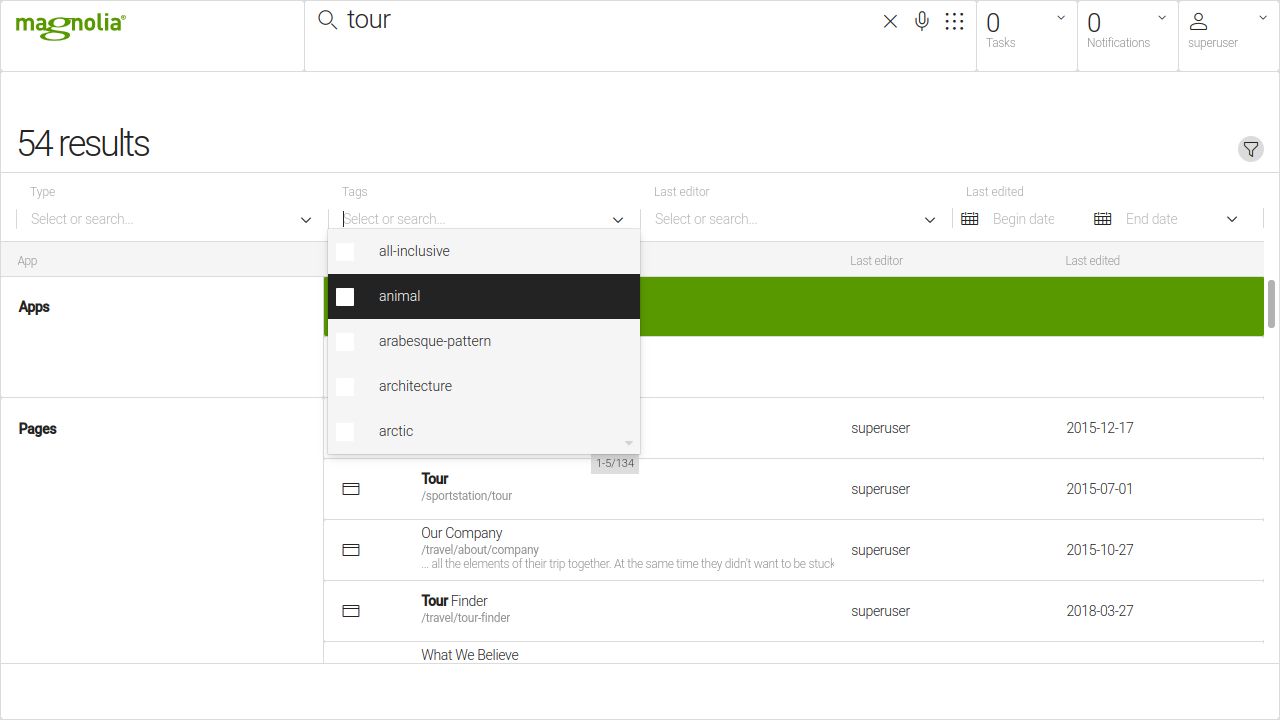 magnolia®
tour
0
Tasks
0
Notifications
superuser
54 results
Type
Tags
Last editor
Last edited
Select or search...
Select or search...
Select or search...
Begin date
End date
App
Last editor
Last edited
all-inclusive
animal
arabesque-pattern
architecture
arctic
1-5/134
Apps
Pages
superuser
2015-12-17
Tour
/sportstation/tour
superuser
2015-07-01
Our Company
/travel/about/company
... all the elements of their trip together. At the same time they didn't want to be stuck
superuser
2015-10-27
Tour Finder
/travel/tour-finder
superuser
2018-03-27
What We Believe